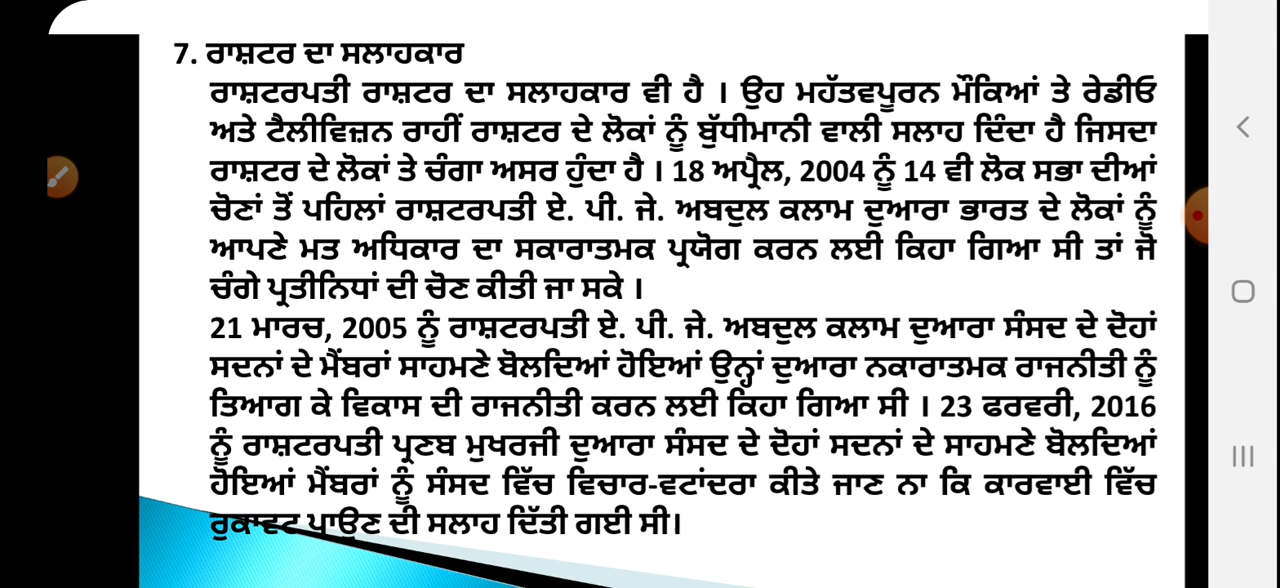 7. ਰਾਸ਼ਟਰ ਦਾ ਸਲਾਹਕਾਰ
ਰਾਸ਼ਟਰਪਤੀ ਰਾਸ਼ਟਰ ਦਾ ਸਲਾਹਕਾਰ ਵੀ ਹੈ । ਉਹ ਮਹੱਤਵਪੂਰਨ ਮੌਕਿਆਂ ਤੇ ਰੇਡੀਓ
ਅਤੇ ਟੈਲੀਵਿਜ਼ਨ ਰਾਹੀਂ ਰਾਸ਼ਟਰ ਦੇ ਲੋਕਾਂ ਨੂੰ ਬੁੱਧੀਮਾਨੀ ਵਾਲੀ ਸਲਾਹ ਦਿੰਦਾ ਹੈ ਜਿਸਦਾ
ਰਾਸ਼ਟਰ ਦੇ ਲੋਕਾਂ ਤੇ ਚੰਗਾ ਅਸਰ ਹੁੰਦਾ ਹੈ । 18 ਅਪ੍ਰੈਲ, 2004 ਨੂੰ 14 ਵੀ ਲੋਕ ਸਭਾ ਦੀਆਂ
ਚੋਣਾਂ ਤੋਂ ਪਹਿਲਾਂ ਰਾਸ਼ਟਰਪਤੀ ਏ. ਪੀ. ਜੇ. ਅਬਦੁਲ ਕਲਾਮ ਦੁਆਰਾ ਭਾਰਤ ਦੇ ਲੋਕਾਂ ਨੂੰ
ਆਪਣੇ ਮਤ ਅਧਿਕਾਰ ਦਾ ਸਕਾਰਾਤਮਕ ਪ੍ਰਯੋਗ ਕਰਨ ਲਈ ਕਿਹਾ ਗਿਆ ਸੀ ਤਾਂ ਜੋ
ਚੰਗੇ ਪ੍ਰਤੀਨਿਧਾਂ ਦੀ ਚੋਣ ਕੀਤੀ ਜਾ ਸਕੇ ।
21 ਮਾਰਚ, 2005 ਨੂੰ ਰਾਸ਼ਟਰਪਤੀ ਏ. ਪੀ. ਜੇ. ਅਬਦੁਲ ਕਲਾਮ ਦੁਆਰਾ ਸੰਸਦ ਦੇ ਦੋਹਾਂ
ਸਦਨਾਂ ਦੇ ਮੈਂਬਰਾਂ ਸਾਹਮਣੇ ਬੋਲਦਿਆਂ ਹੋਇਆਂ ਉਨ੍ਹਾਂ ਦੁਆਰਾ ਨਕਾਰਾਤਮਕ ਰਾਜਨੀਤੀ ਨੂੰ
ਤਿਆਗ ਕੇ ਵਿਕਾਸ ਦੀ ਰਾਜਨੀਤੀ ਕਰਨ ਲਈ ਕਿਹਾ ਗਿਆ ਸੀ । 23 ਫਰਵਰੀ, 2016
ਨੂੰ ਰਾਸ਼ਟਰਪਤੀ ਪ੍ਰਣਬ ਮੁਖਰਜੀ ਦੁਆਰਾ ਸੰਸਦ ਦੇ ਦੋਹਾਂ ਸਦਨਾਂ ਦੇ ਸਾਹਮਣੇ ਬੋਲਦਿਆਂ
ਹੋਇਆਂ ਮੈਂਬਰਾਂ ਨੂੰ ਸੰਸਦ ਵਿੱਚ ਵਿਚਾਰ-ਵਟਾਂਦਰਾ ਕੀਤੇ ਜਾਣ ਨਾ ਕਿ ਕਾਰਵਾਈ ਵਿੱਚ
ਰੁਕਾਵਟ ਪਾਉਣ ਦੀ ਸਲਾਹ ਦਿੱਤੀ ਗਈ ਸੀ।